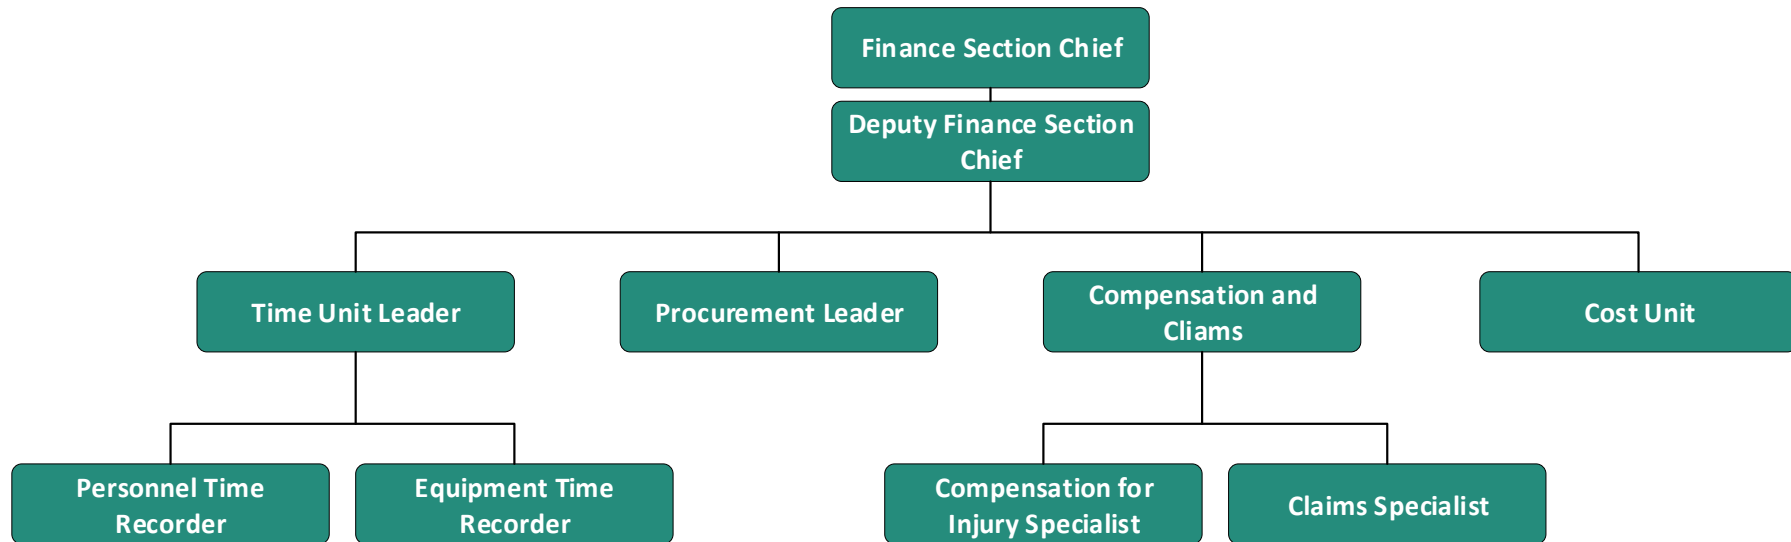 Finance Section Chief
Deputy Finance Section
Chief
Time Unit Leader
Procurement Leader
Compensation and
Cliams
Cost Unit
Personnel Time
Recorder
Equipment Time
Recorder
Compensation for
Injury Specialist
Claims Specialist